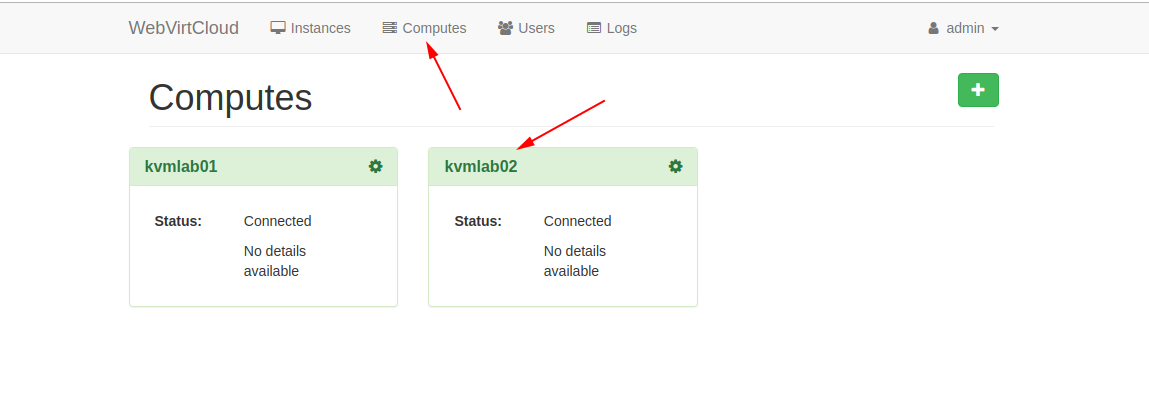 WebVirtCloud Instances Computes Users Logs admin
Computes
kvmlab01
Status: Connected
No details
available
kvmlab02
Status: Connected
No details
available